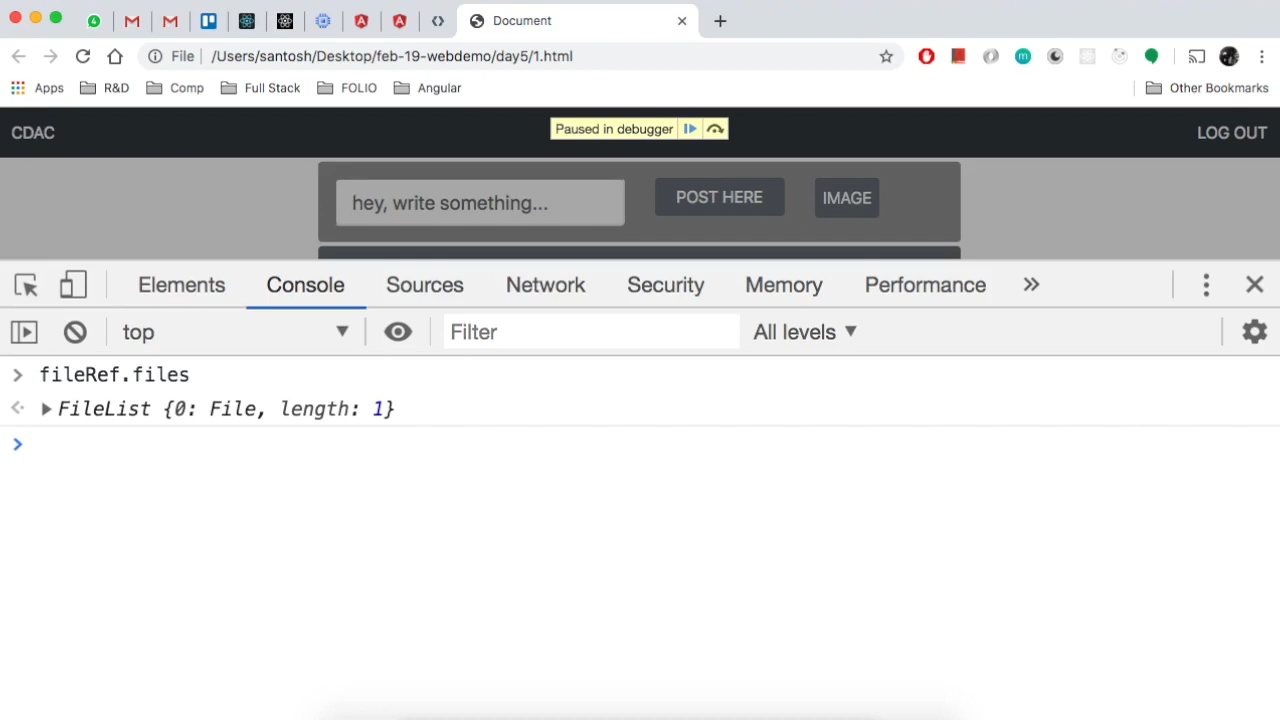 Document
File /Users/santosh/Desktop/feb-19-webdemo/day5/1.html
Apps R&D Comp Full Stack FOLIO Angular Other Bookmarks
CDAC Paused in debugger LOG OUT
hey, write something... POST HERE IMAGE
Elements Console Sources Network Security Memory Performance
top Filter All levels
fileRef.files
FileList {0: File, length: 1}